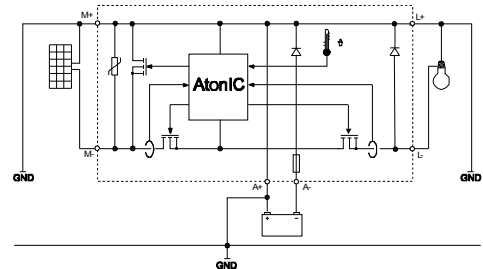 M+
L+
ϑ
AtonIC
M-
L-
GND
GND
A+
A-
+
−
GND